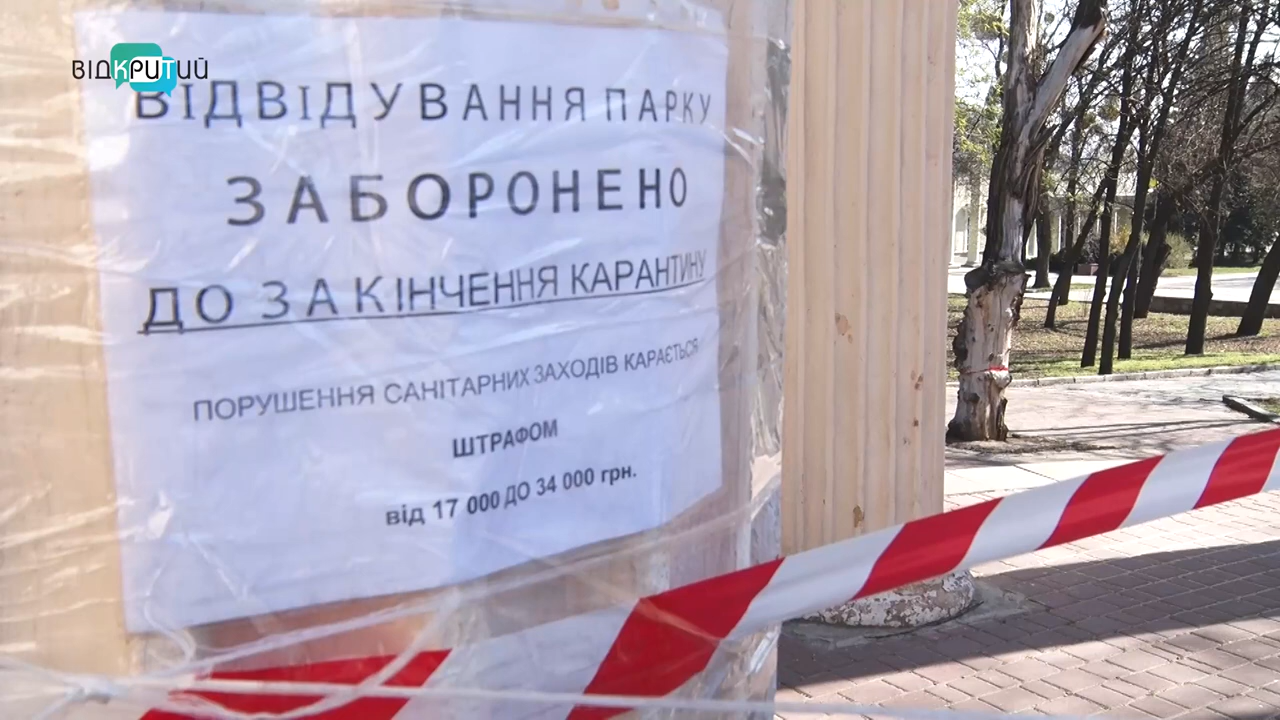 ВІДКРИТИЙ
ВІДВІДУВАННЯ ПАРКУ
ЗАБОРОНЕНО
ДО ЗАКІНЧЕННЯ КАРАНТИНУ
ПОРУШЕННЯ САНІТАРНИХ ЗАХОДІВ КАРАЄТЬСЯ
ШТРАФОМ
від 17 000 ДО 34 000 грн.